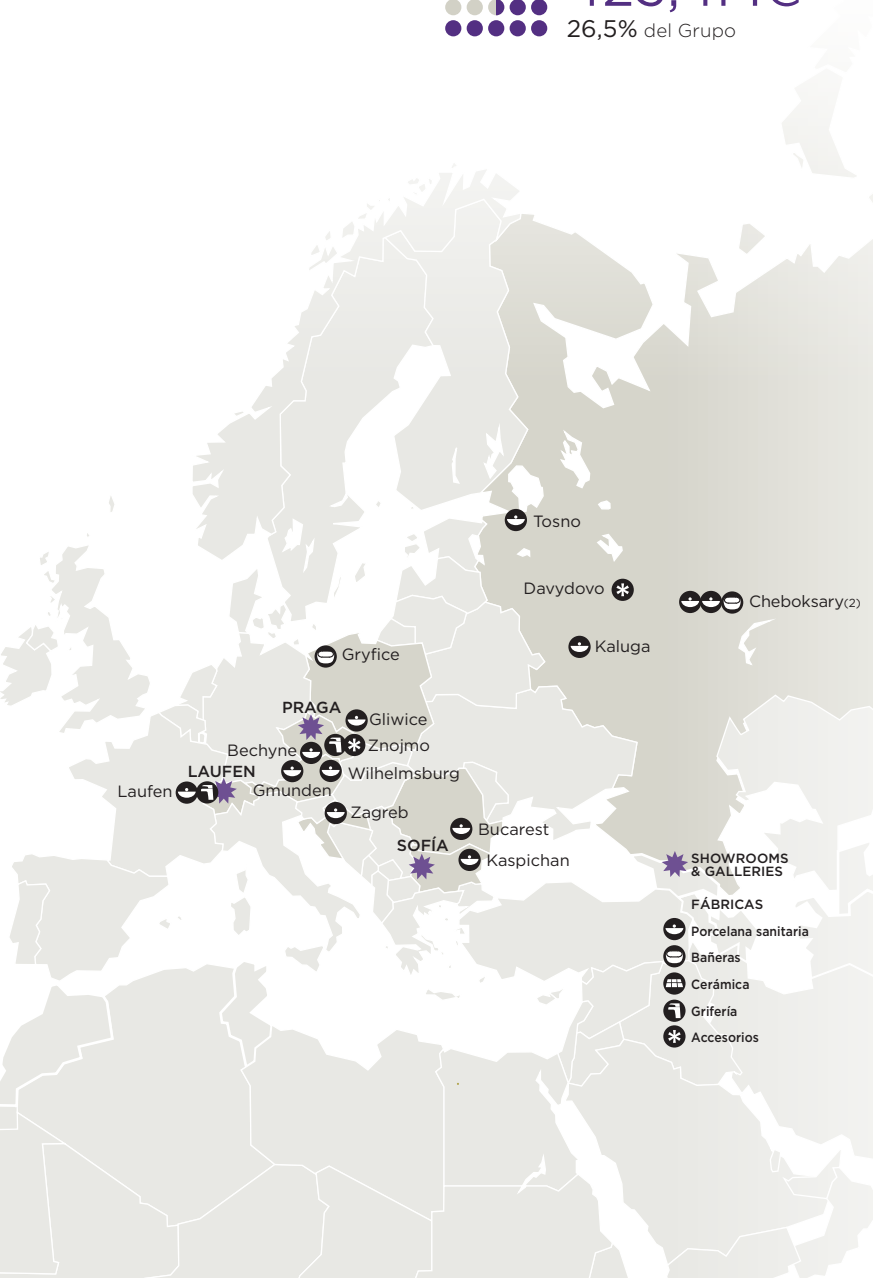 26,5% del Grupo
Tosno
Davydovo
Cheboksary(2)
Kaluga
Gryfice
PRAGA
Gliwice
Bechyne
Znojmo
LAUFEN
Wilhelmsburg
Laufen
Gmunden
Zagreb
Bucarest
SOFÍA
Kaspichan
SHOWROOMS
& GALLERIES
FÁBRICAS
Porcelana sanitaria
Bañeras
Cerámica
Grifería
Accesorios